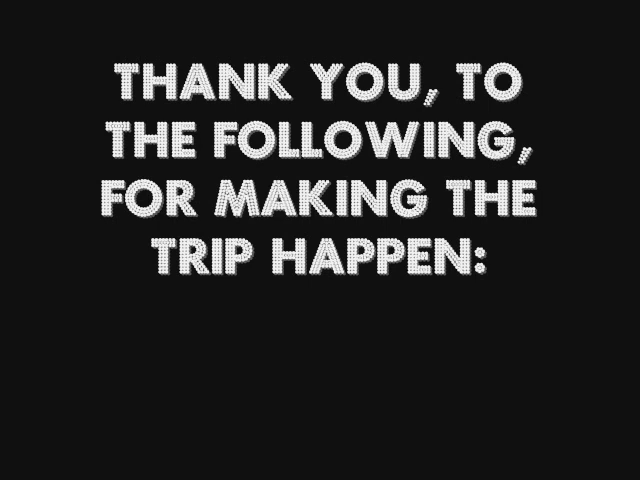 THANK YOU, TO
THE FOLLOWING,
FOR MAKING THE
TRIP HAPPEN: